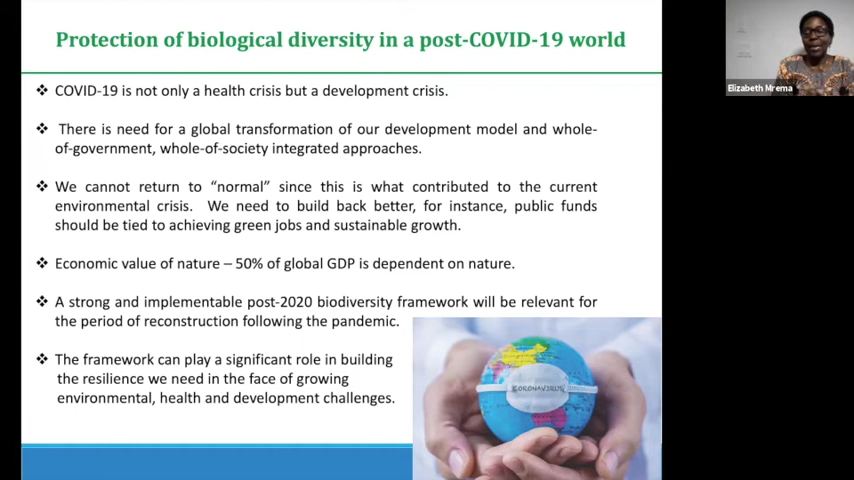 Protection of biological diversity in a post-COVID-19 world
Elizabeth Mrema
❖ COVID-19 is not only a health crisis but a development crisis.
❖ There is need for a global transformation of our development model and whole-
of-government, whole-of-society integrated approaches.
❖ We cannot return to “normal” since this is what contributed to the current
environmental crisis. We need to build back better, for instance, public funds
should be tied to achieving green jobs and sustainable growth.
❖ Economic value of nature – 50% of global GDP is dependent on nature.
❖ A strong and implementable post-2020 biodiversity framework will be relevant for
the period of reconstruction following the pandemic.
❖ The framework can play a significant role in building
the resilience we need in the face of growing
environmental, health and development challenges.
CORONAVIRUS